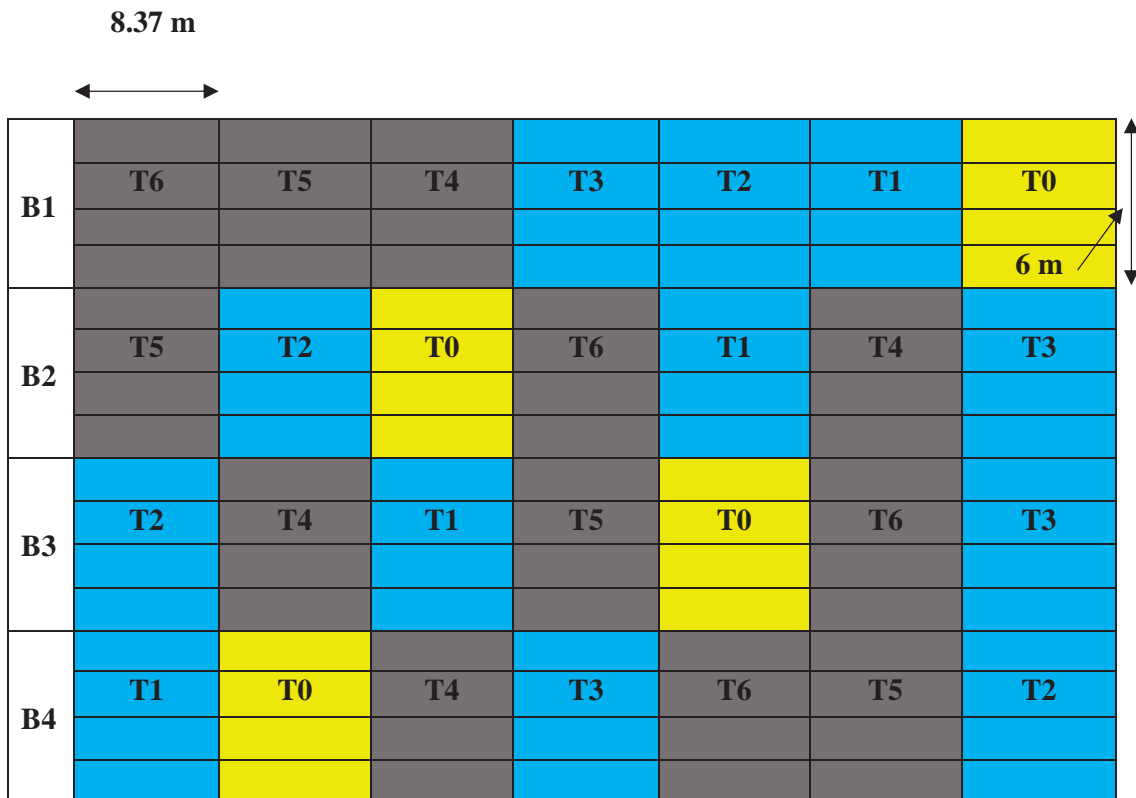 8.37 m
T6 T5 T4 T3 T2 T1 T0
B1
6 m
T5 T2 T0 T6 T1 T4 T3
B2
T2 T4 T1 T5 T0 T6 T3
B3
T1 T0 T4 T3 T6 T5 T2
B4